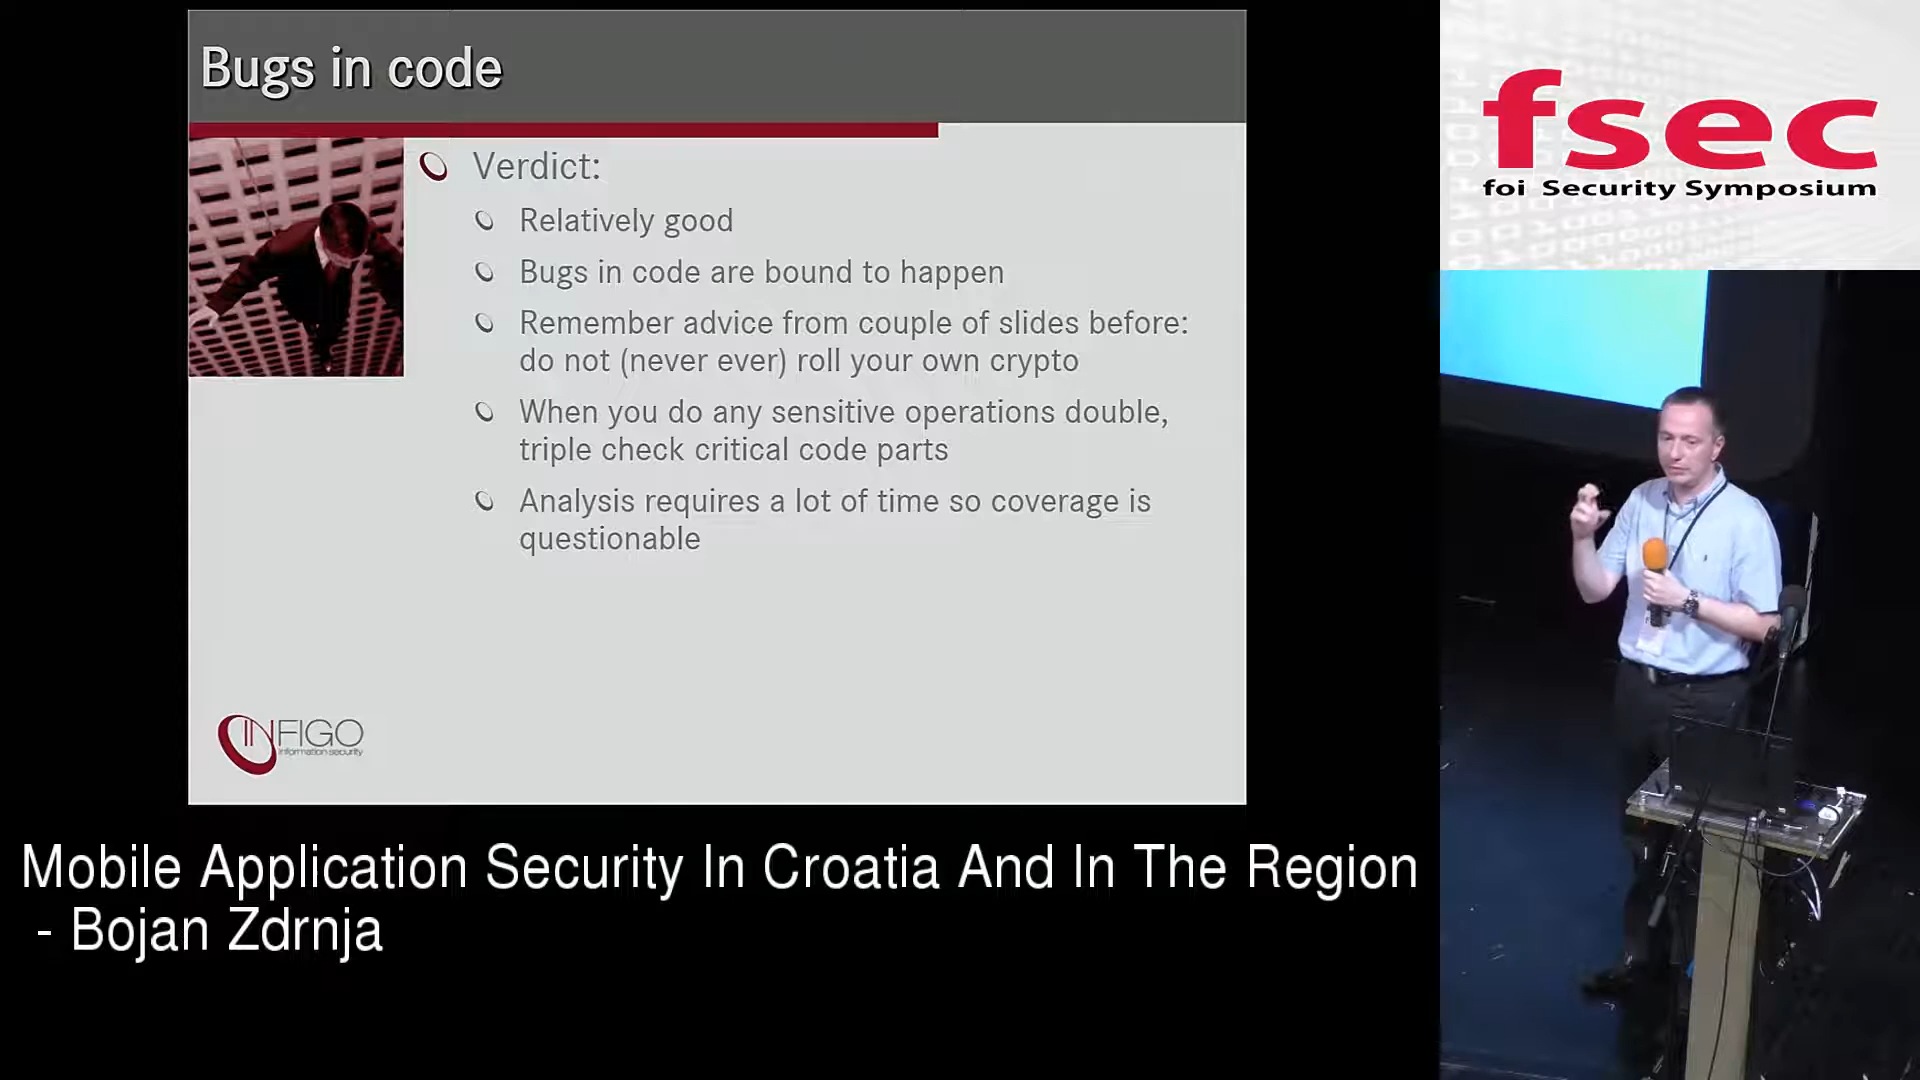 Bugs in code
Verdict:
Relatively good
Bugs in code are bound to happen
Remember advice from couple of slides before:
do not (never ever) roll your own crypto
When you do any sensitive operations double,
triple check critical code parts
Analysis requires a lot of time so coverage is
questionable
INFIGO
information security
fsec
foi Security Symposium
Mobile Application Security In Croatia And In The Region
- Bojan Zdrnja